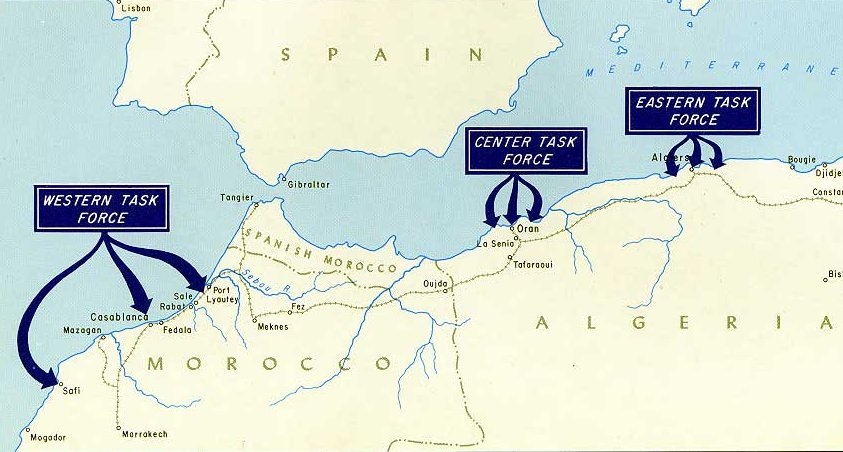 Lisbon
SPAIN
MEDITERRANE
EASTERN TASK
FORCE
CENTER TASK
FORCE
Algiers
Bougie
Djidje
Constan
Gibraltar
Tangier
WESTERN TASK
FORCE
Oran
La Senia
Tafaraoui
SPANISH MOROCCO
Sebou R
Port
Lyautey
Sale
Rabat
Oujda
Bis
Casablanca
Fedala
Mazagan
Fez
Meknes
ALGERIA
MOROCCO
Safi
Mogador
Marrakech